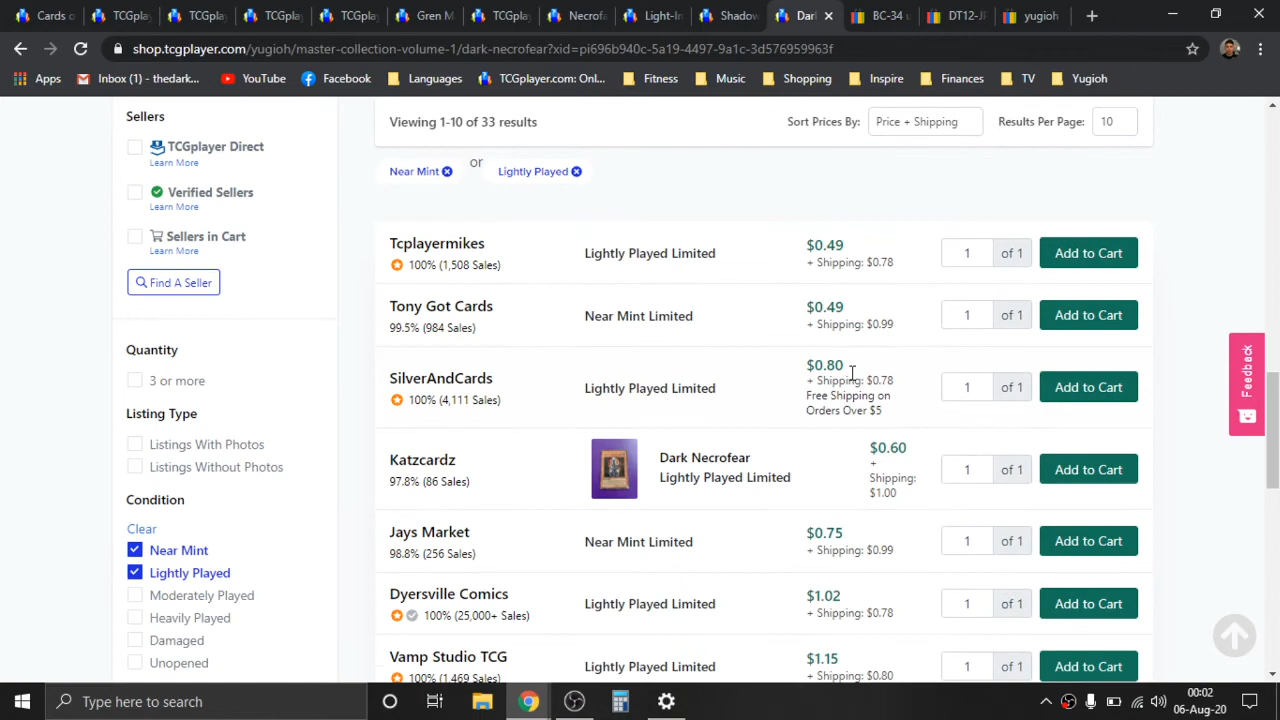 Cards o
TCGpla
TCGpla
TCGpla
TCGpla
Gren M
TCGpla
Necrofa
Light-In
Shadow
Dar
BC-34 u
DT12-JP
yugioh
shop.tcgplayer.com/yugioh/master-collection-volume-1/dark-necrofear?xid=pi696b940c-5a19-4497-9a1c-3d576959963f
Apps
Inbox (1) - thedark...
YouTube
Facebook
Languages
TCGplayer.com: Onl...
Fitness
Music
Shopping
Inspire
Finances
TV
Yugioh
Sellers
TCGplayer Direct
Learn More
Verified Sellers
Learn More
Sellers in Cart
Learn More
Find A Seller
Quantity
3 or more
Listing Type
Listings With Photos
Listings Without Photos
Condition
Clear
Near Mint
Lightly Played
Moderately Played
Heavily Played
Damaged
Unopened
Viewing 1-10 of 33 results
Sort Prices By: Price + Shipping
Results Per Page: 10
Near Mint or Lightly Played
Tcplayermikes
100% (1,508 Sales)
Lightly Played Limited
$0.49
+ Shipping: $0.78
1 of 1
Add to Cart
Tony Got Cards
99.5% (984 Sales)
Near Mint Limited
$0.49
+ Shipping: $0.99
1 of 1
Add to Cart
SilverAndCards
100% (4,111 Sales)
Lightly Played Limited
$0.80
+ Shipping: $0.78
Free Shipping on
Orders Over $5
1 of 1
Add to Cart
Katzcardz
97.8% (86 Sales)
Dark Necrofear
Lightly Played Limited
$0.60
+
Shipping:
$1.00
1 of 1
Add to Cart
Jays Market
98.8% (256 Sales)
Near Mint Limited
$0.75
+ Shipping: $0.99
1 of 1
Add to Cart
Dyersville Comics
100% (25,000+ Sales)
Lightly Played Limited
$1.02
+ Shipping: $0.78
1 of 1
Add to Cart
Vamp Studio TCG
100% (1,469 Sales)
Lightly Played Limited
$1.15
+ Shipping: $0.80
1 of 1
Add to Cart
Feedback
Type here to search
00:02
06-Aug-20